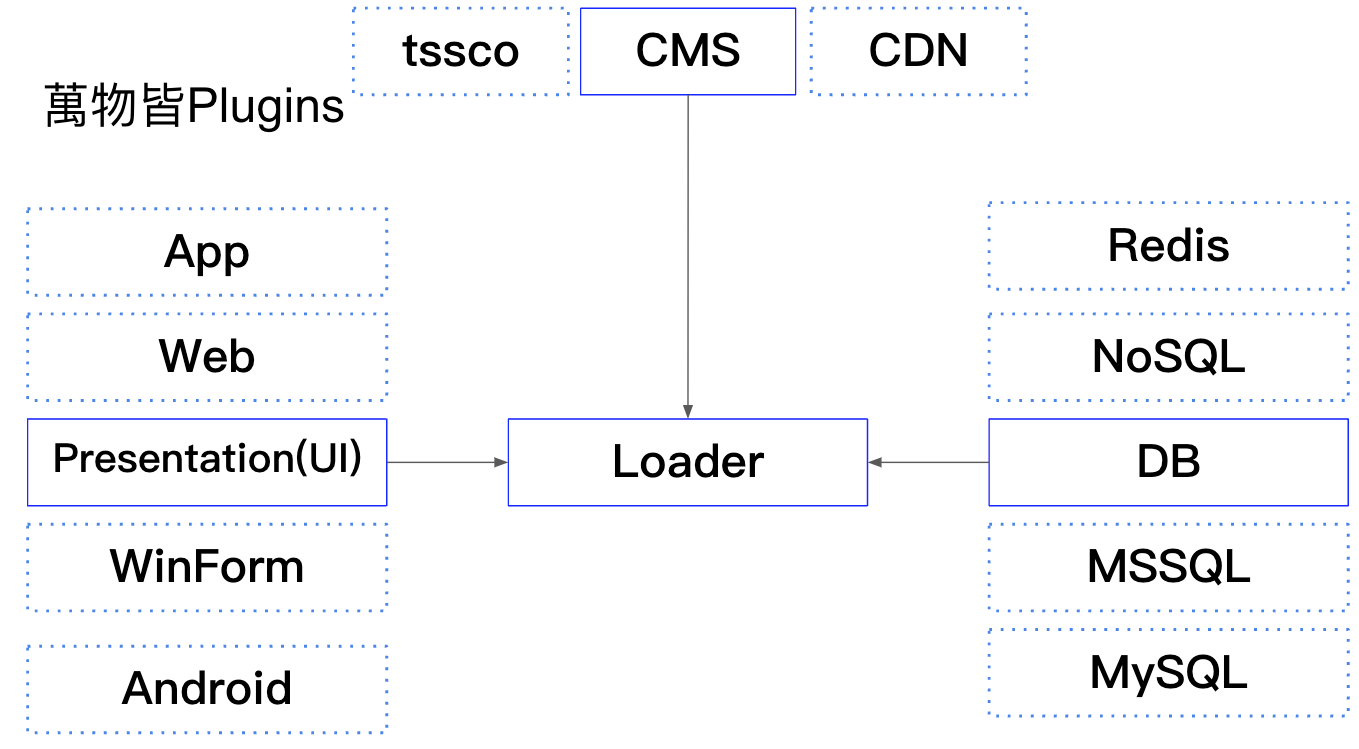 tssco
CMS
CDN
萬物皆Plugins
App
Web
Presentation(UI)
WinForm
Android
Loader
Redis
NoSQL
DB
MSSQL
MySQL